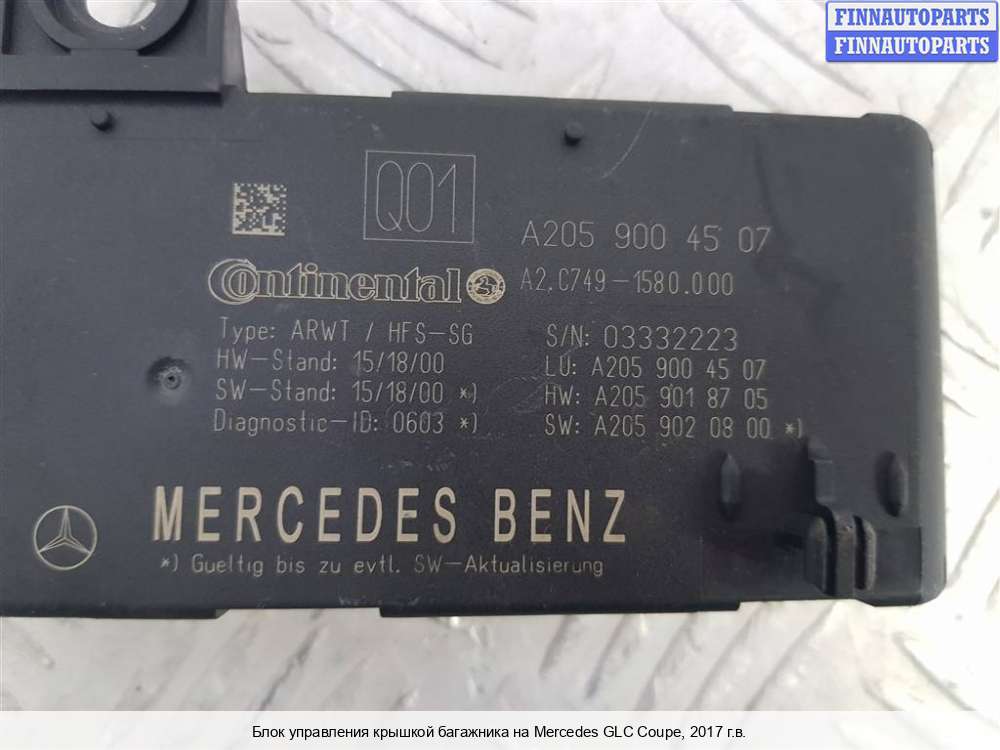 FINNAUTOPARTS
FINNAUTOPARTS
Q01
A205 900 45 07
Continental
A2.C749-1580.000
Type: ARWT / HFS-SG
S/N: 03332223
HW-Stand: 15/18/00
LU: A205 900 45 07
SW-Stand: 15/18/00 *)
HW: A205 901 87 05
Diagnostic-ID: 0603 *)
SW: A205 902 08 00 *)
MERCEDES BENZ
*) Gueltig bis zu evtl. SW-Aktualisierung
Блок управления крышкой багажника на Mercedes GLC Coupe, 2017 г.в.